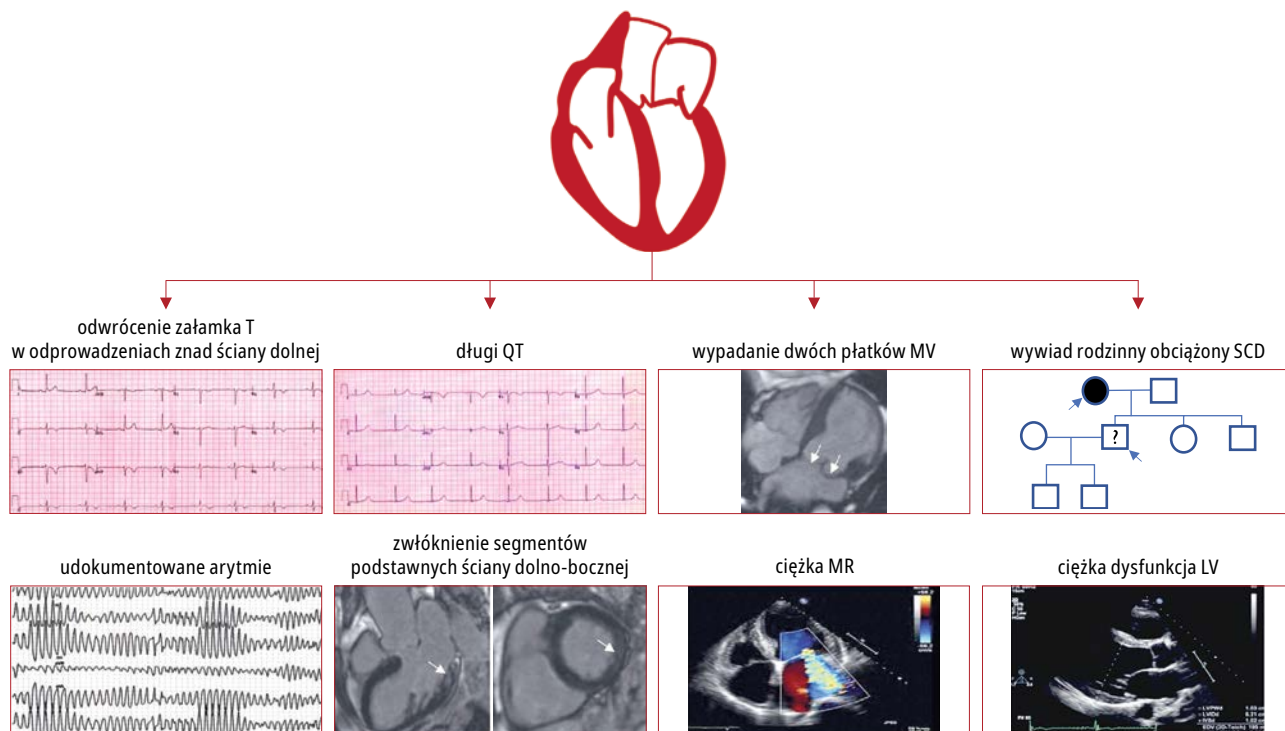 odwrócenie załamka T
w odprowadzeniach znad ściany dolnej
długi QT
wypadanie dwóch płatków MV
wywiad rodzinny obciążony SCD
?
udokumentowane arytmie
zwłóknienie segmentów
podstawnych ściany dolno-bocznej
ciężka MR
ciężka dysfunkcja LV